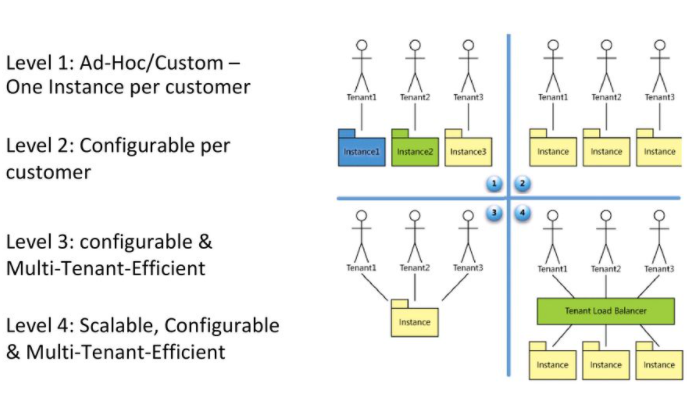 Level 1: Ad-Hoc/Custom –
One Instance per customer
Level 2: Configurable per
customer
Level 3: configurable &
Multi-Tenant-Efficient
Level 4: Scalable, Configurable
& Multi-Tenant-Efficient
Tenant1 Tenant2 Tenant3
Instance1 Instance2 Instance3
1
Tenant1 Tenant2 Tenant3
Instance Instance Instance
2
3
Tenant1 Tenant2 Tenant3
Instance
4
Tenant1 Tenant2 Tenant3
Tenant Load Balancer
Instance Instance Instance